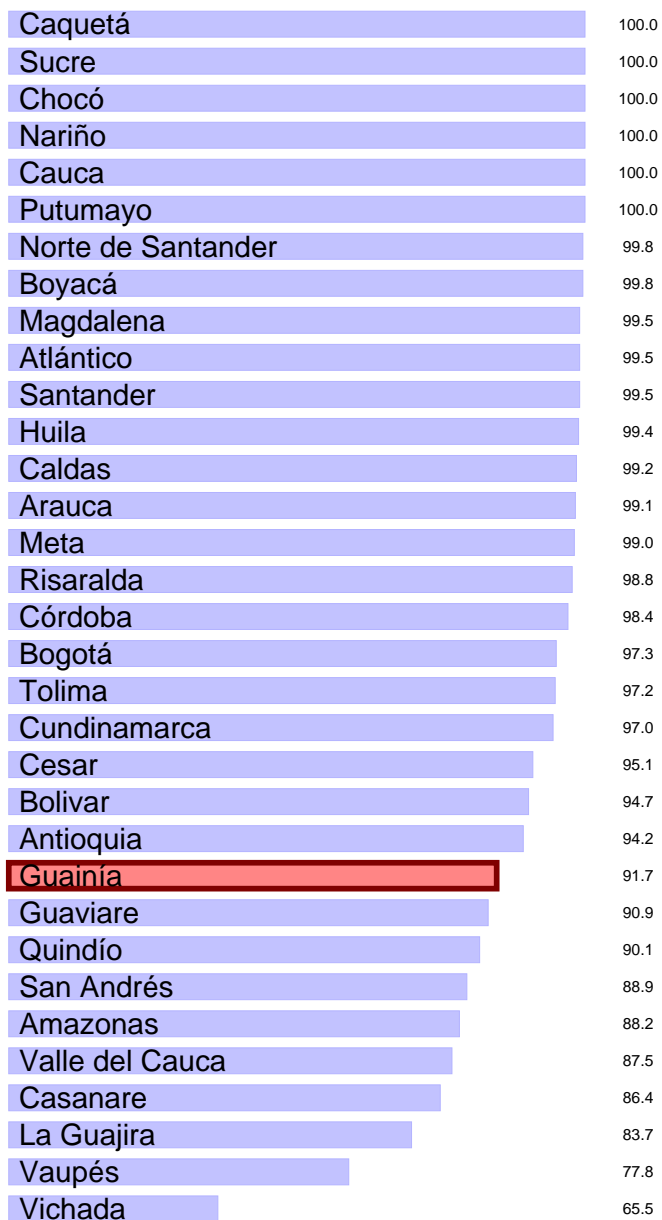 Caquetá 100.0
Sucre 100.0
Chocó 100.0
Nariño 100.0
Cauca 100.0
Putumayo 100.0
Norte de Santander 99.8
Boyacá 99.8
Magdalena 99.5
Atlántico 99.5
Santander 99.5
Huila 99.4
Caldas 99.2
Arauca 99.1
Meta 99.0
Risaralda 98.8
Córdoba 98.4
Bogotá 97.3
Tolima 97.2
Cundinamarca 97.0
Cesar 95.1
Bolivar 94.7
Antioquia 94.2
Guainía 91.7
Guaviare 90.9
Quindío 90.1
San Andrés 88.9
Amazonas 88.2
Valle del Cauca 87.5
Casanare 86.4
La Guajira 83.7
Vaupés 77.8
Vichada 65.5